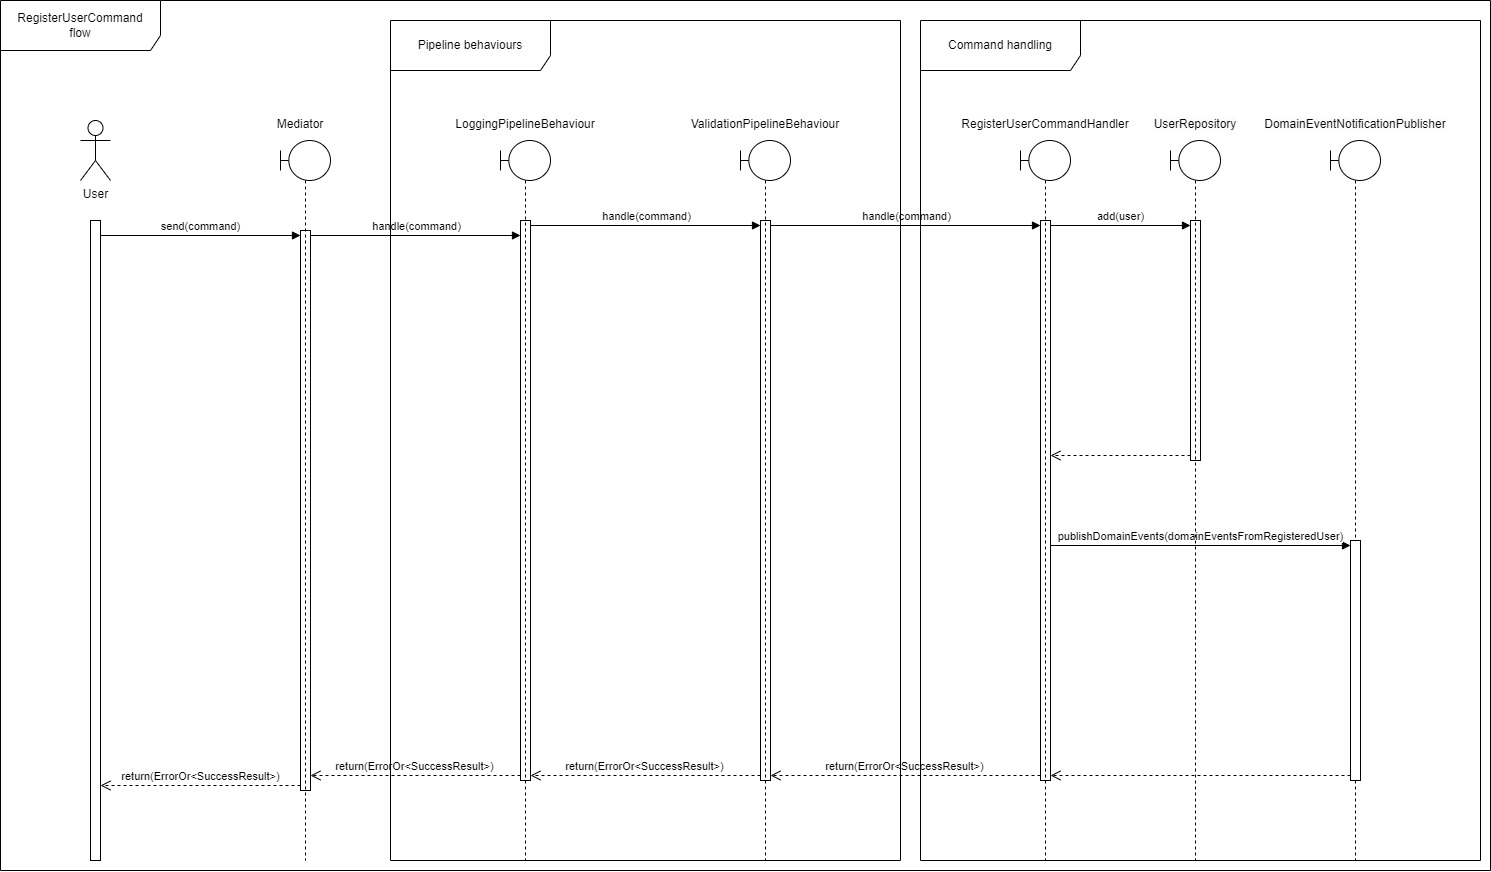 RegisterUserCommand
flow
Pipeline behaviours
Command handling
Mediator
LoggingPipelineBehaviour
ValidationPipelineBehaviour
RegisterUserCommandHandler
UserRepository
DomainEventNotificationPublisher
User
send(command)
handle(command)
handle(command)
handle(command)
add(user)
publishDomainEvents(domainEventsFromRegisteredUser)
return(ErrorOr<SuccessResult>)
return(ErrorOr<SuccessResult>)
return(ErrorOr<SuccessResult>)
return(ErrorOr<SuccessResult>)